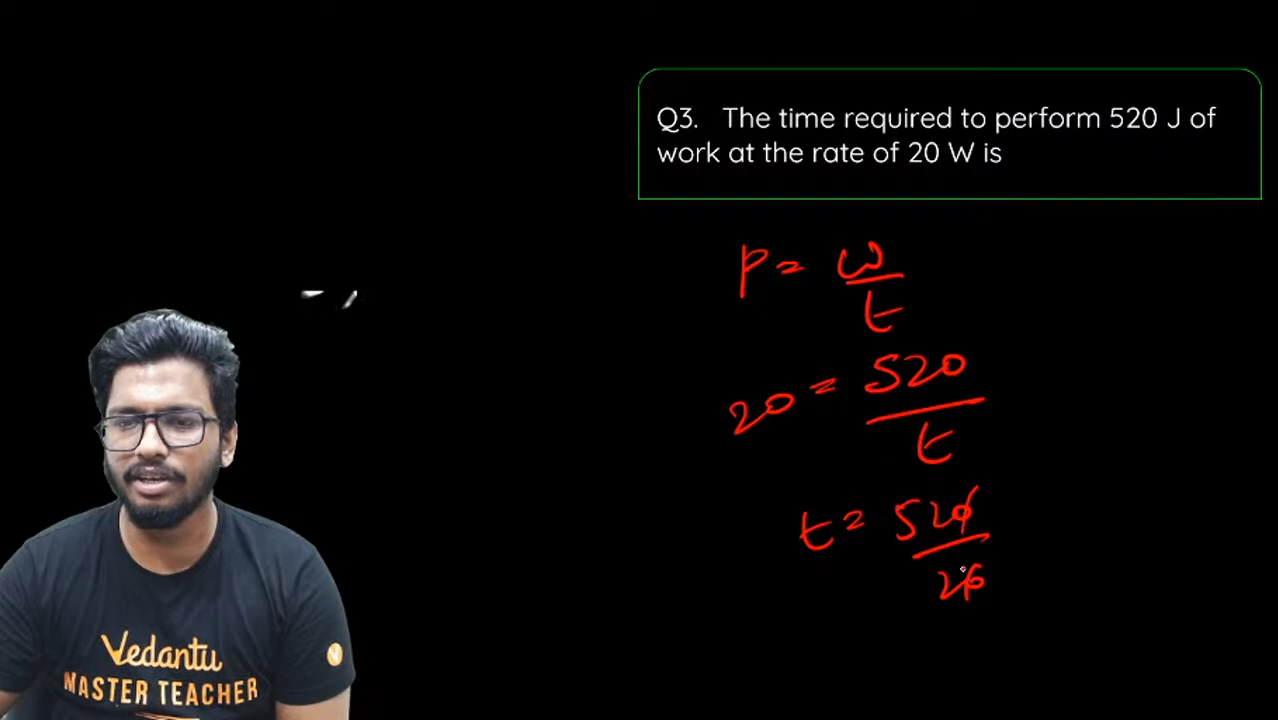 Q3. The time required to perform 520 J of
work at the rate of 20 W is
P = W/t
20 = 520/t
t = 520/20
Vedantu
MASTER TEACHER